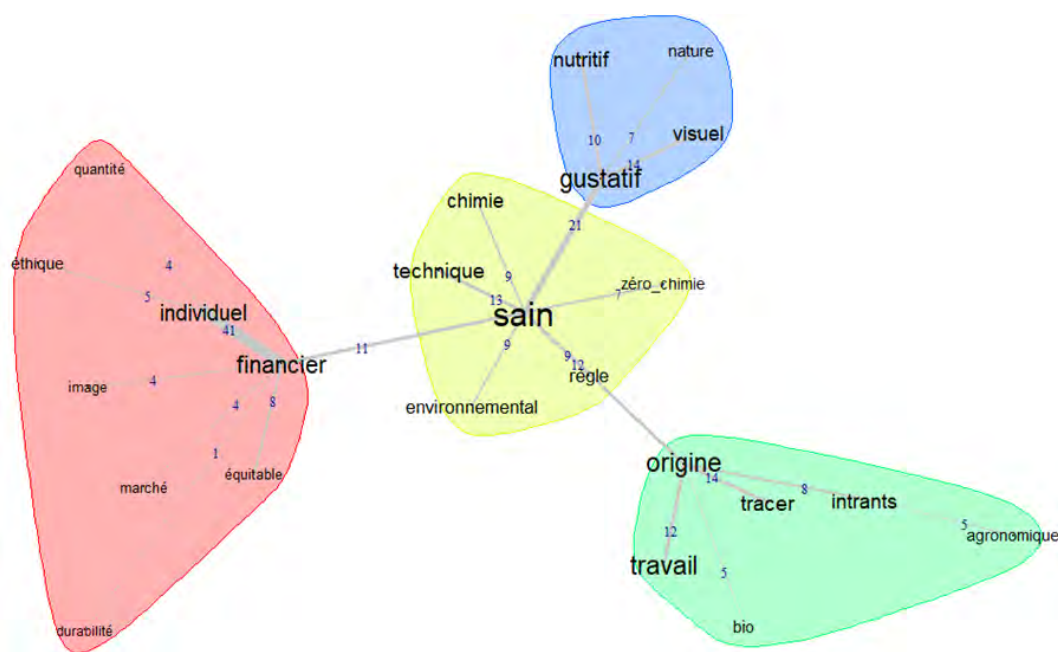 nutritif
nature
10
7
visuel
14
gustatif
quantité
chimie
21
éthique
4
technique
9
zéro_chimie
5
13
7
individuel
sain
41
financier
11
9
9
12
règle
image
4
environnemental
4
8
1
marché
équitable
origine
14
8
tracer
intrants
12
5
agronomique
travail
5
bio
durabilité